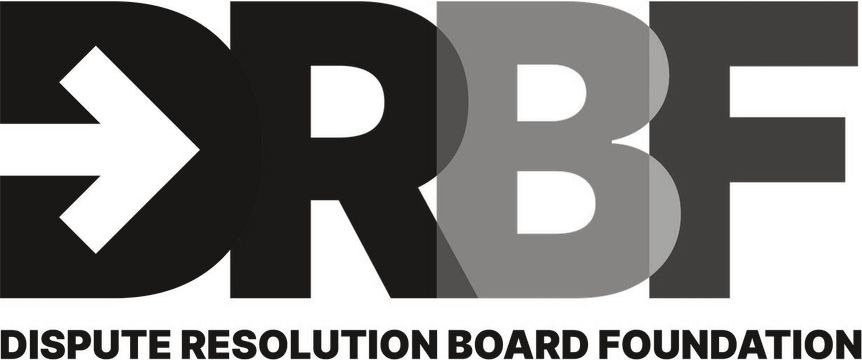 DRBF
DISPUTE RESOLUTION BOARD FOUNDATION